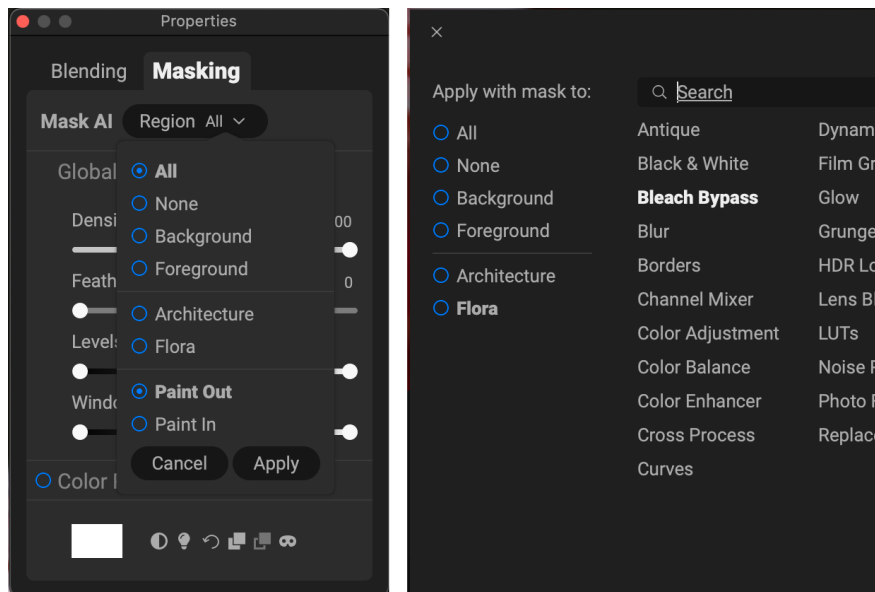 Properties
Blending Masking
Mask AI Region All
Global
All
None
Densi 00
Background
Foreground
Feath 0
Architecture
Levels
Flora
Paint Out
Windo
Paint In
Cancel Apply
Color
Apply with mask to:
All
None
Background
Foreground
Architecture
Flora
Search
Antique
Black & White
Bleach Bypass
Blur
Borders
Channel Mixer
Color Adjustment
Color Balance
Color Enhancer
Cross Process
Curves
Dynam
Film Gr
Glow
Grunge
HDR Lo
Lens Bl
LUTs
Noise
Photo
Replace